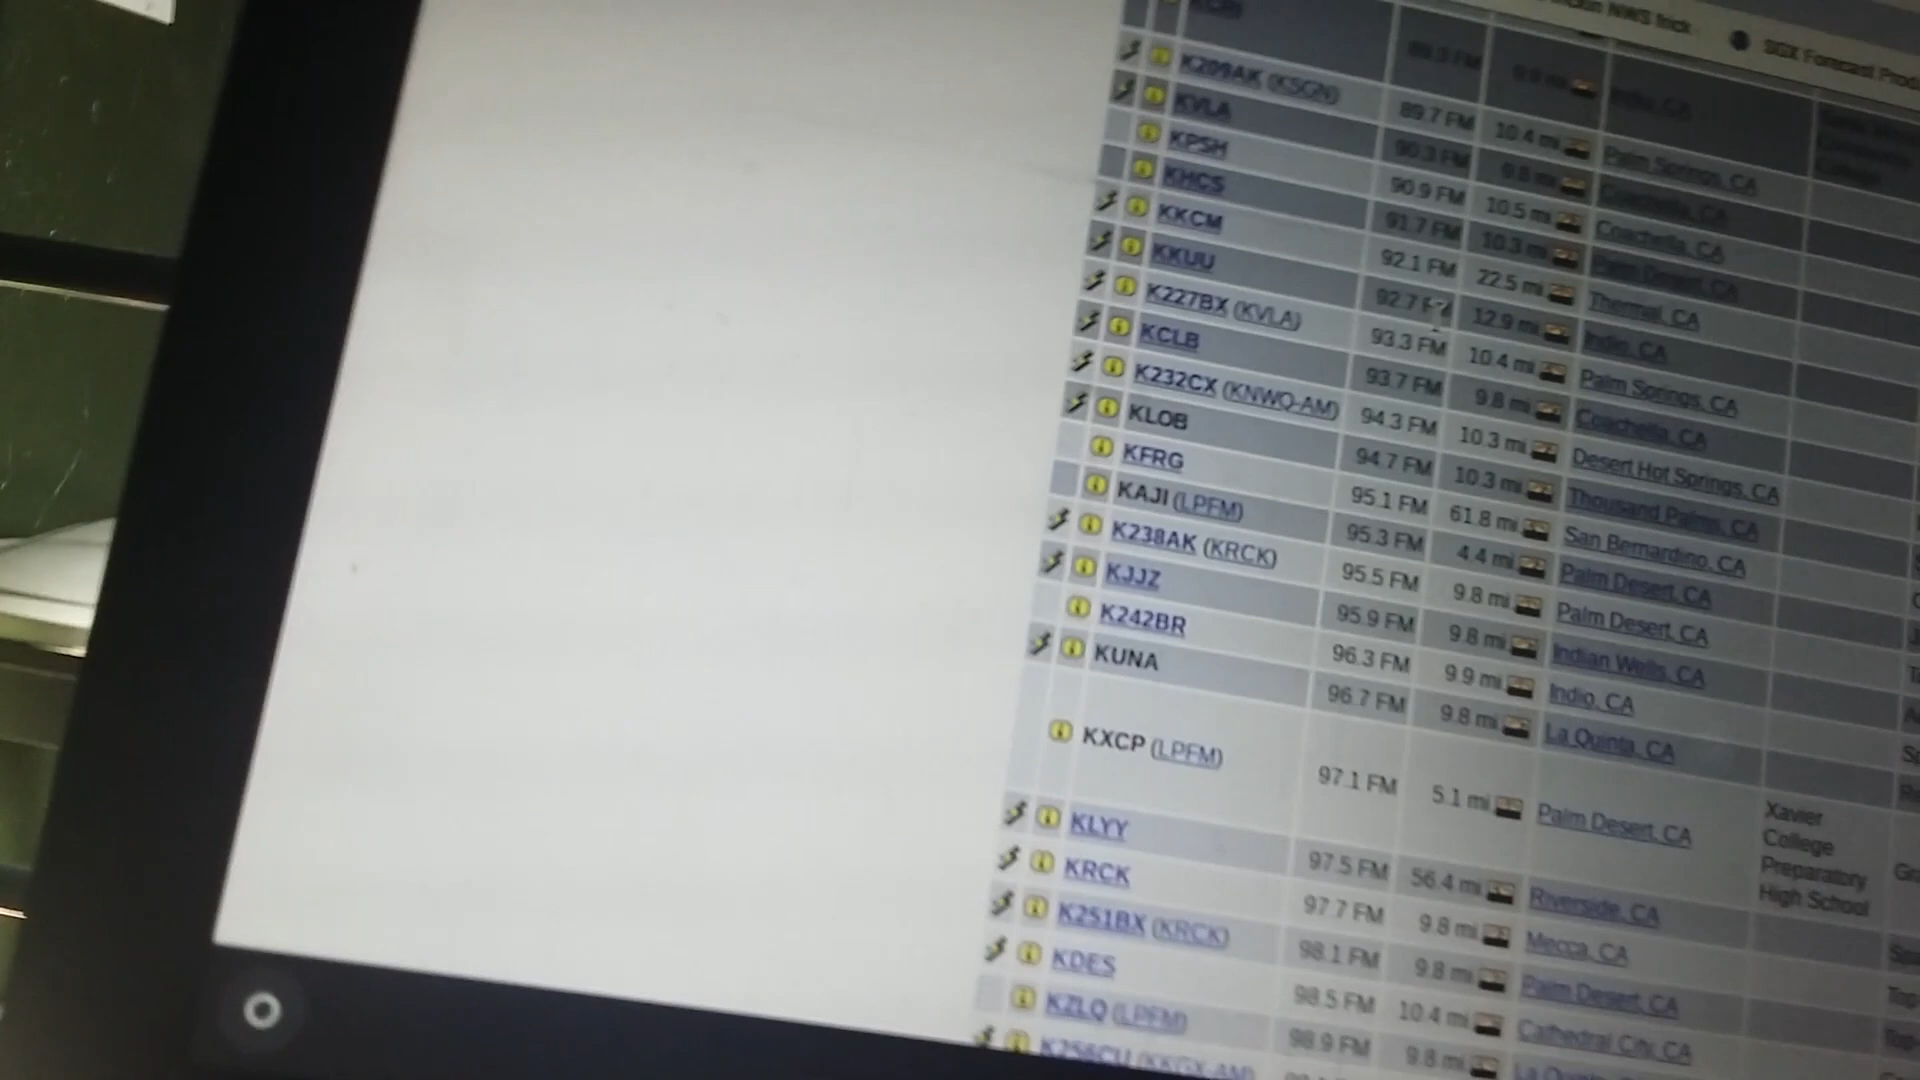 SGX Forecast Prod
K209AK (KSGN) 89.7 FM 10.4 mi Palm Springs, CA
KVLA 90.3 FM 9.8 mi Coachella, CA
KPSH 90.9 FM 10.5 mi Coachella, CA
KHCS 91.7 FM 10.3 mi Palm Desert, CA
KKCM 92.1 FM 22.5 mi Thermal, CA
KKUU 92.7 12.9 mi Indio, CA
K227BX (KVLA) 93.3 FM 10.4 mi Palm Springs, CA
KCLB 93.7 FM 9.8 mi Coachella, CA
K232CX (KNWQ-AM) 94.3 FM 10.3 mi Desert Hot Springs, CA
KLOB 94.7 FM 10.3 mi Thousand Palms, CA
KFRG 95.1 FM 61.8 mi San Bernardino, CA
KAJI (LPFM) 95.3 FM 4.4 mi Palm Desert, CA
K238AK (KRCK) 95.5 FM 9.8 mi Palm Desert, CA
KJJZ 95.9 FM 9.8 mi Indian Wells, CA
K242BR 96.3 FM 9.9 mi Indio, CA
KUNA 96.7 FM 9.8 mi La Quinta, CA
KXCP (LPFM) 97.1 FM 5.1 mi Palm Desert, CA Xavier
College
Preparatory
High School
KLYY 97.5 FM 56.4 mi Riverside, CA
KRCK 97.7 FM 9.8 mi Mecca, CA
K251BX (KRCK) 98.1 FM 9.8 mi Palm Desert, CA
KDES 98.5 FM 10.4 mi Cathedral City, CA
KZLQ (LPFM) 98.9 FM 9.8 mi La Quinta, CA
K256CU (KKGX-AM)